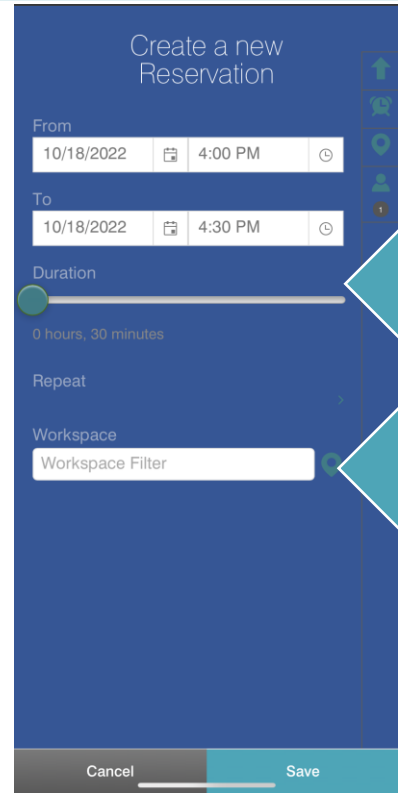 Create a new
Reservation
From
10/18/2022 4:00 PM
To
10/18/2022 4:30 PM
Duration
0 hours, 30 minutes
Repeat
Workspace
Workspace Filter
1
Cancel Save